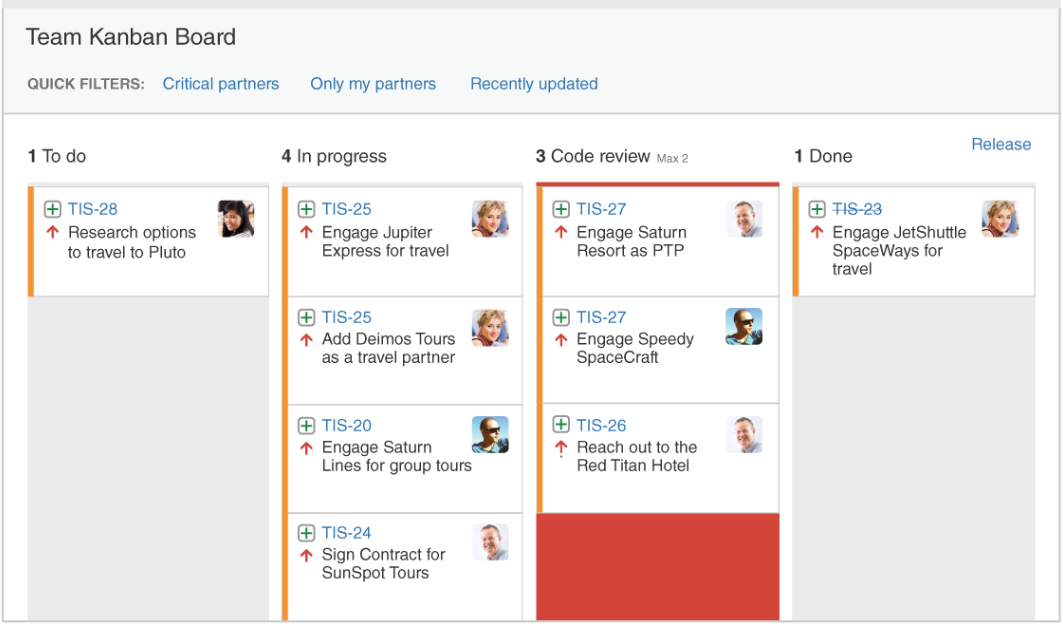 Team Kanban Board
QUICK FILTERS: Critical partners Only my partners Recently updated
Release
1 To do
TIS-28
Research options
to travel to Pluto
4 In progress
TIS-25
Engage Jupiter
Express for travel
TIS-25
Add Deimos Tours
as a travel partner
TIS-20
Engage Saturn
Lines for group tours
TIS-24
Sign Contract for
SunSpot Tours
3 Code review Max 2
TIS-27
Engage Saturn
Resort as PTP
TIS-27
Engage Speedy
SpaceCraft
TIS-26
Reach out to the
Red Titan Hotel
1 Done
TIS-23
Engage JetShuttle
SpaceWays for
travel